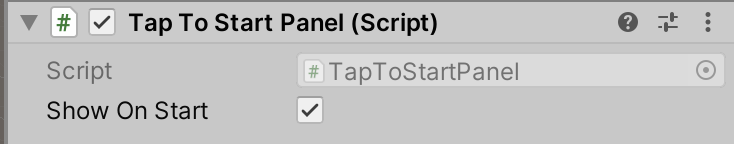 # Tap To Start Panel (Script)
Script # TapToStartPanel
Show On Start